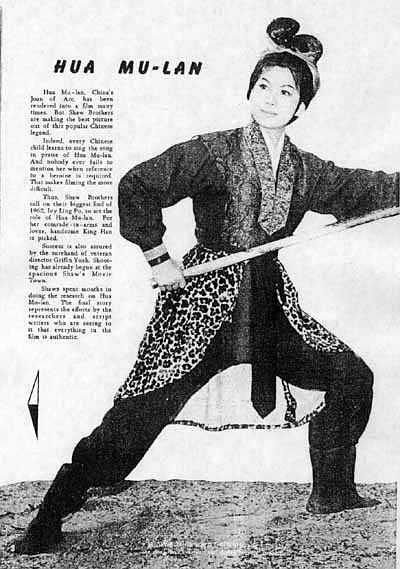 HUA MU-LAN
Hua Mu-lan, China's
Joan of Arc, has been
rendered into a film many
times. But Shaw Brothers
are making the best picture
out of this popular Chinese
legend.
Indeed, every Chinese
child learns to sing the song
in praise of Hua Mu-lan.
And nobody ever fails to
mention her when reference
to a heroine is required.
That makes filming the more
difficult.
Thus, Shaw Brothers
call on their biggest find of
1962, Ivy Ling Po, to act the
role of Hua Mu-lan. For
her comrade-in-arms and
lover, handsome King Han
is picked.
Success is also assured
by the surehand of veteran
director Griffin Yueh. Shoot-
ing has already begun at the
spacious Shaw's Movie
Town.
Shaws spent months in
doing the research on Hua
Mu-lan. The final story
represents the efforts by the
researchers and script
writers who are seeing to
it that everything in the
film is authentic.